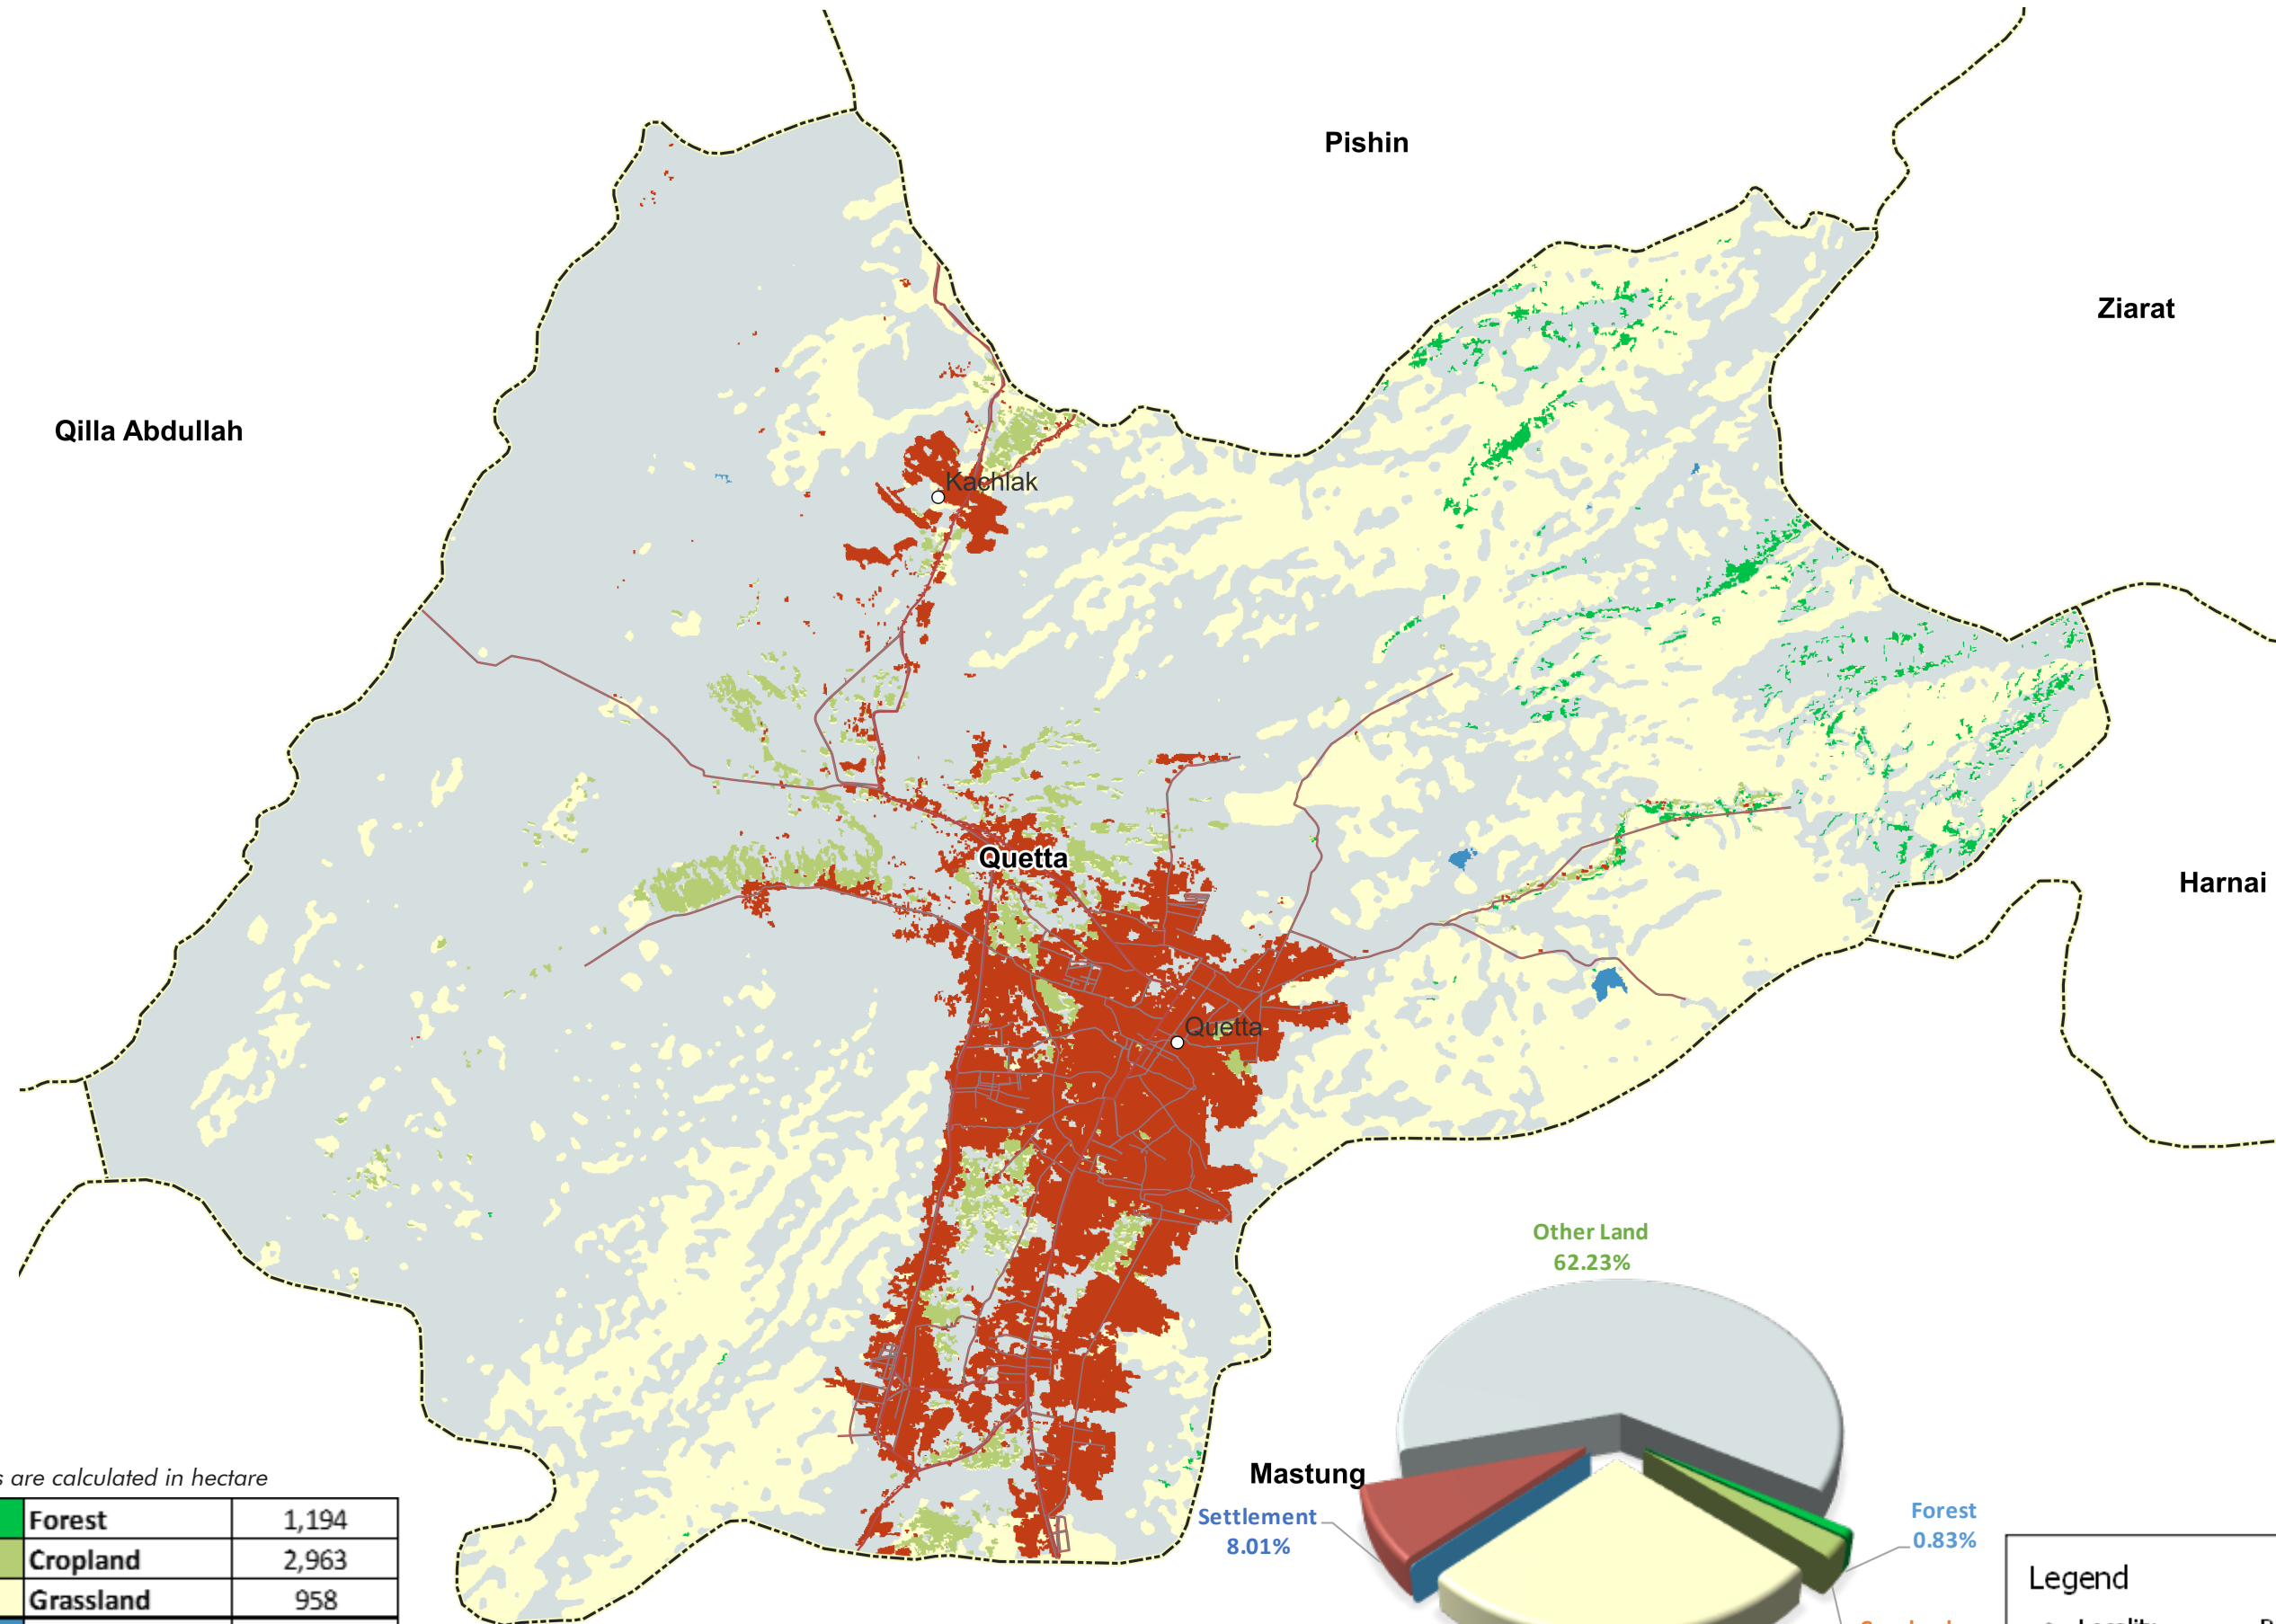 Pishin
Ziarat
Qilla Abdullah
Kachlak
Quetta
Harnai
Quetta
Other Land
62.23%
Mastung
s are calculated in hectare
Settlement
8.01%
Forest
0.83%
Forest 1,194
Cropland 2,963
Grassland 958
Legend